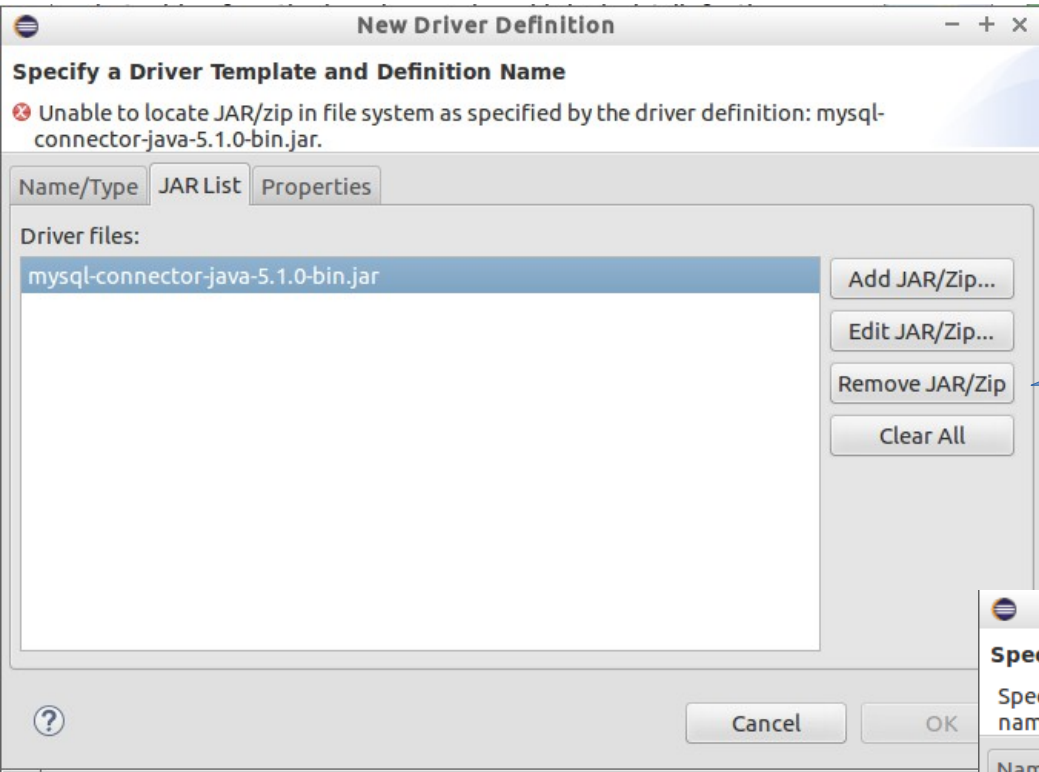 New Driver Definition
Specify a Driver Template and Definition Name
Unable to locate JAR/zip in file system as specified by the driver definition: mysql-
connector-java-5.1.0-bin.jar.
Name/Type JAR List Properties
Driver files:
mysql-connector-java-5.1.0-bin.jar
Add JAR/Zip...
Edit JAR/Zip...
Remove JAR/Zip
Clear All
Cancel OK